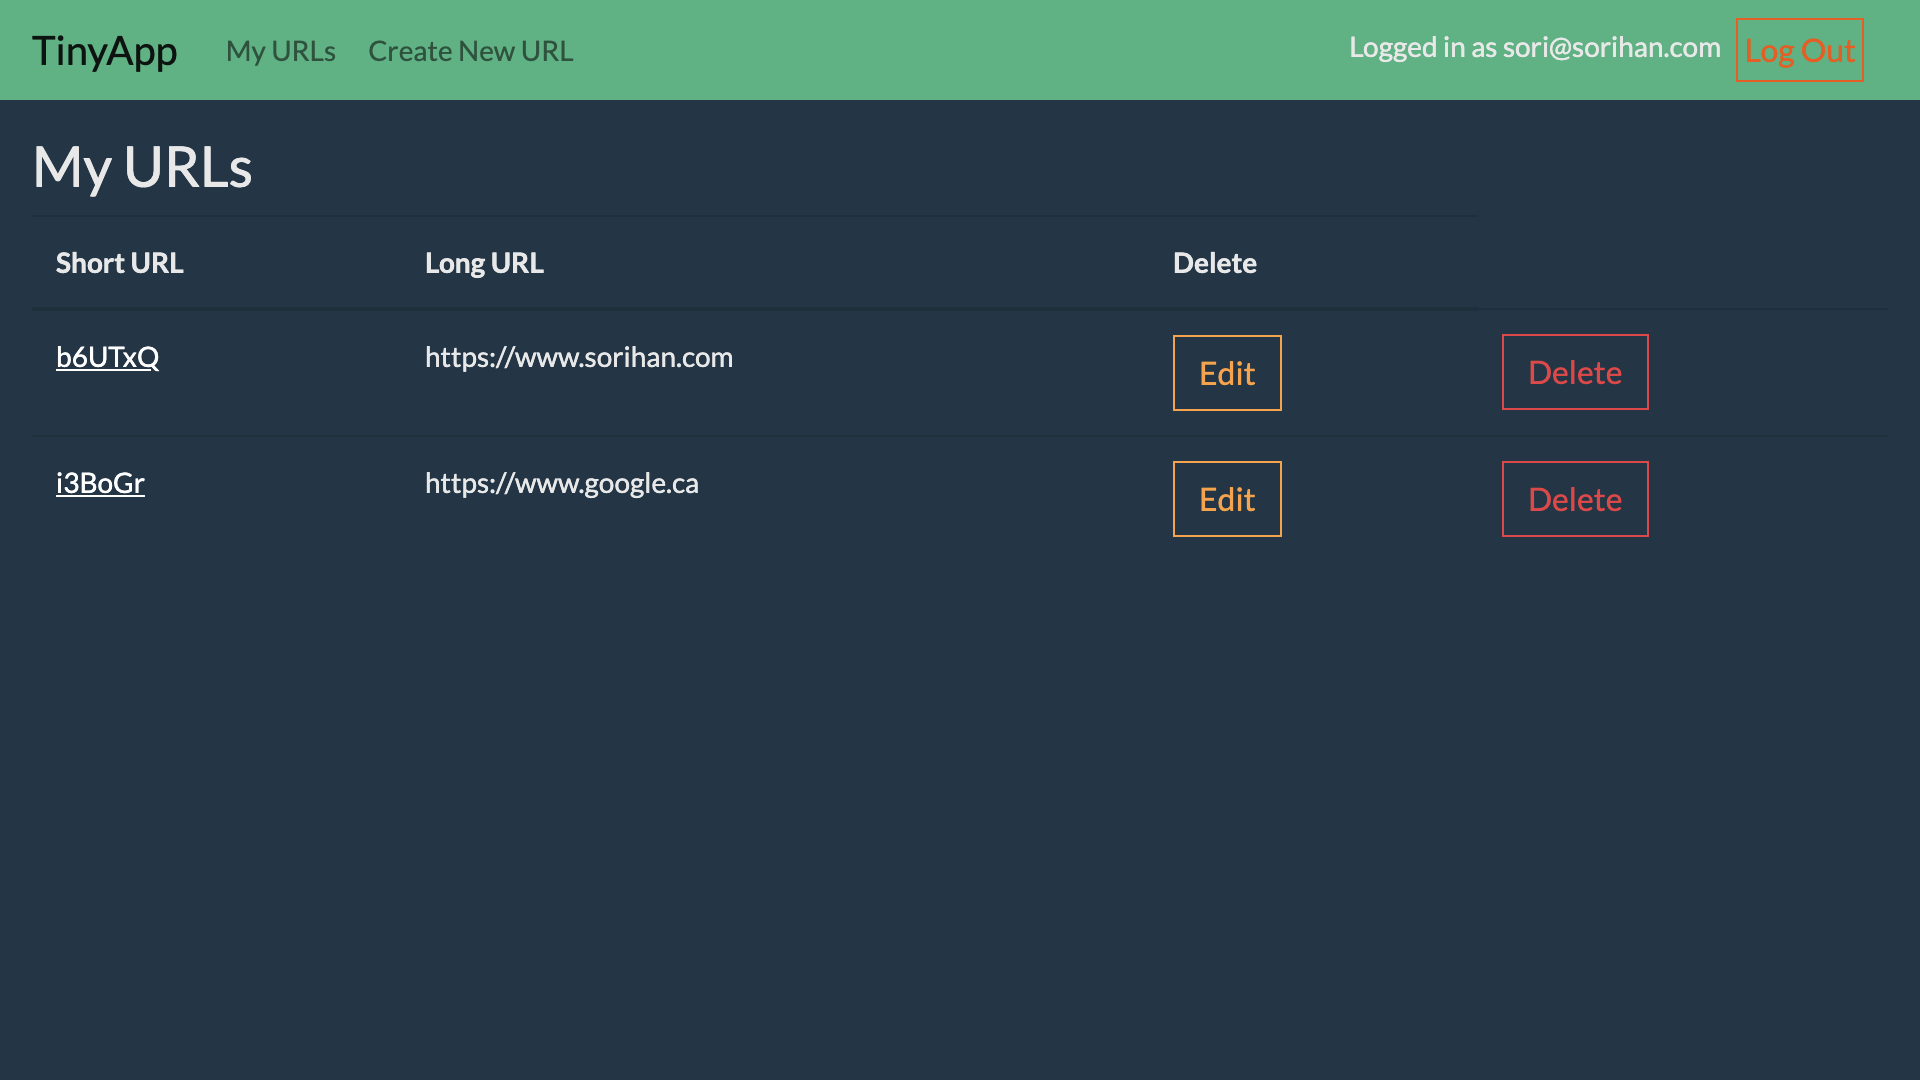 TinyApp My URLs Create New URL Logged in as sori@sorihan.com Log Out
My URLs
Short URL Long URL Delete
b6UTxQ https://www.sorihan.com Edit Delete
i3BoGr https://www.google.ca Edit Delete